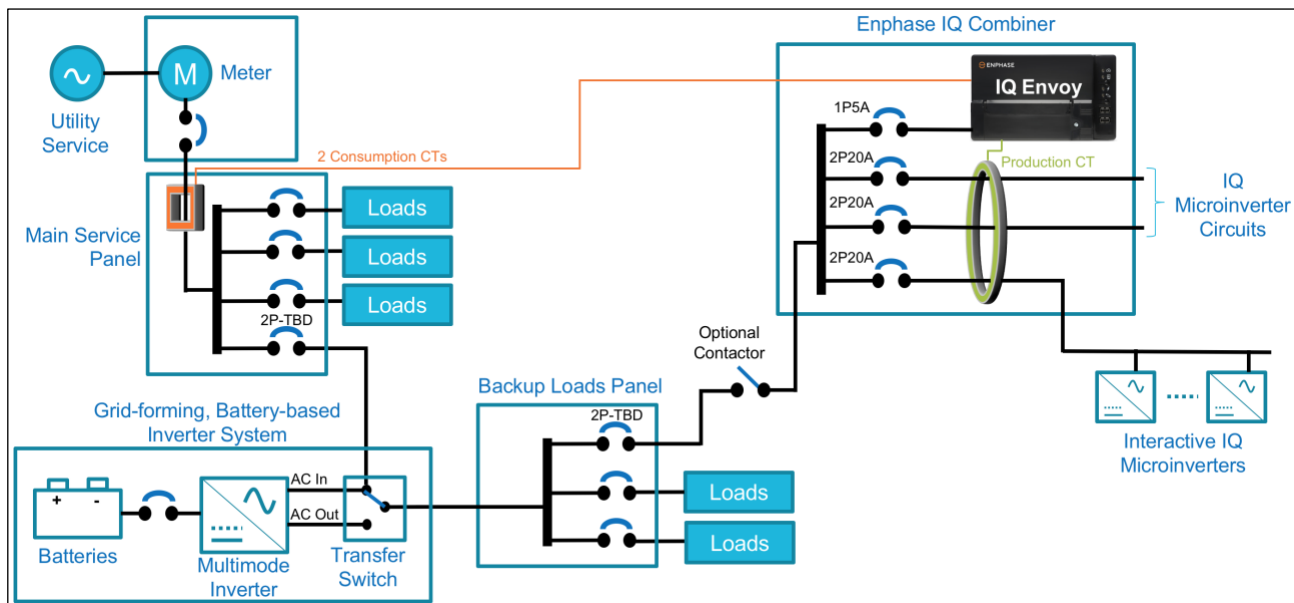 Enphase IQ Combiner
ENPHASE
IQ Envoy
M
Meter
Utility
Service
1P5A
2 Consumption CTs
Production CT
2P20A
IQ
Microinverter
Circuits
2P20A
2P20A
Main Service
Panel
Loads
Loads
Loads
2P-TBD
Optional
Contactor
Backup Loads Panel
2P-TBD
Loads
Loads
Interactive IQ
Microinverters
Grid-forming, Battery-based
Inverter System
+ -
AC In
AC Out
Batteries
Multimode
Inverter
Transfer
Switch